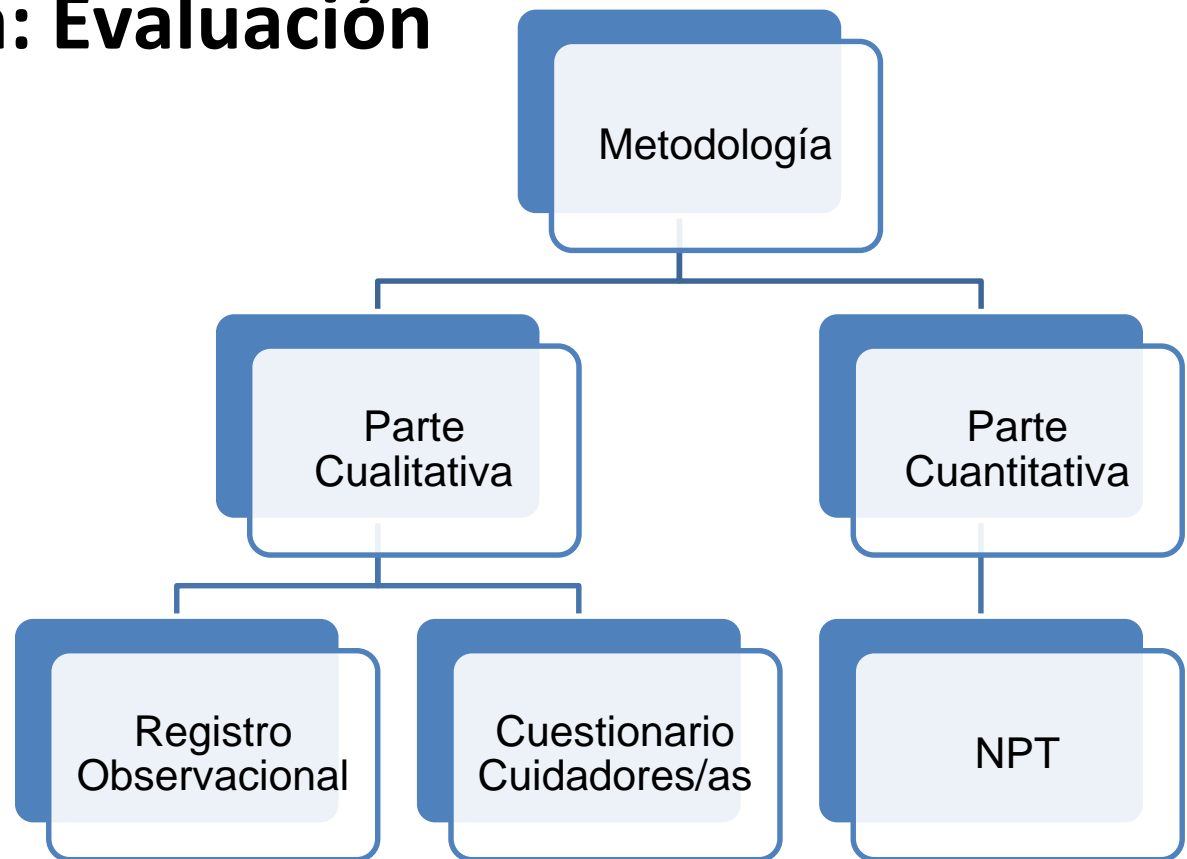 : Evaluación
Metodología
Parte
Cualitativa
Parte
Cuantitativa
Registro
Observacional
Cuestionario
Cuidadores/as
NPT